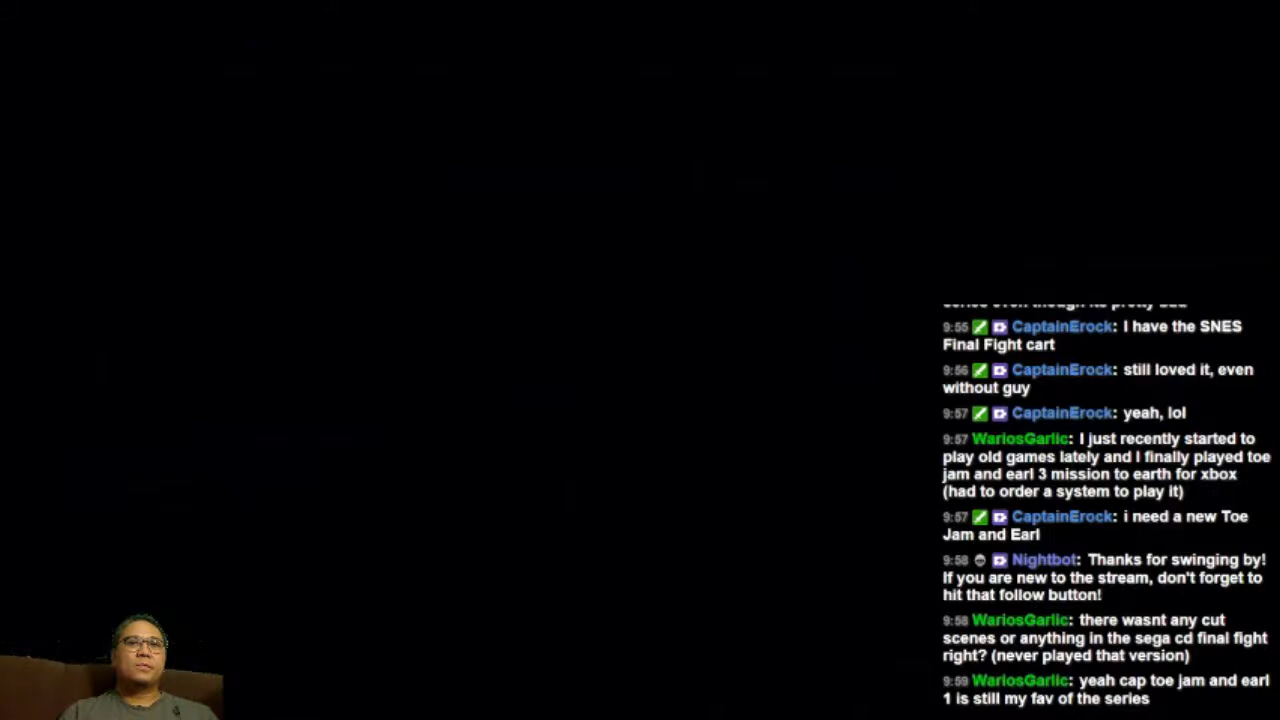 series even though its pretty bad
9:55 CaptainErock: I have the SNES
Final Fight cart
9:56 CaptainErock: still loved it, even
without guy
9:57 CaptainErock: yeah, lol
9:57 WariosGarlic: I just recently started to
play old games lately and I finally played toe
jam and earl 3 mission to earth for xbox
(had to order a system to play it)
9:57 CaptainErock: i need a new Toe
Jam and Earl
9:58 Nightbot: Thanks for swinging by!
If you are new to the stream, don't forget to
hit that follow button!
9:58 WariosGarlic: there wasnt any cut
scenes or anything in the sega cd final fight
right? (never played that version)
9:59 WariosGarlic: yeah cap toe jam and earl
1 is still my fav of the series